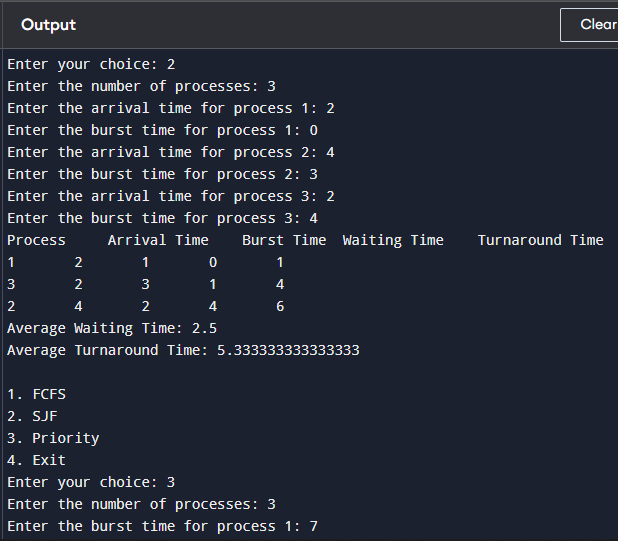 Output
Clear
Enter your choice: 2
Enter the number of processes: 3
Enter the arrival time for process 1: 2
Enter the burst time for process 1: 0
Enter the arrival time for process 2: 4
Enter the burst time for process 2: 3
Enter the arrival time for process 3: 2
Enter the burst time for process 3: 4
Process Arrival Time Burst Time Waiting Time Turnaround Time
1 2 1 0 1
3 2 3 1 4
2 4 2 4 6
Average Waiting Time: 2.5
Average Turnaround Time: 5.333333333333333
1. FCFS
2. SJF
3. Priority
4. Exit
Enter your choice: 3
Enter the number of processes: 3
Enter the burst time for process 1: 7